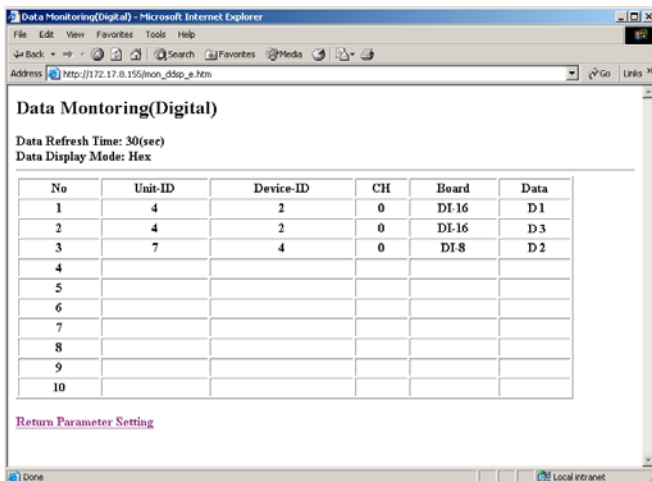 Data Monitoring(Digital) - Microsoft Internet Explorer
File Edit View Favorites Tools Help
Back Search Favorites Media
Address http://172.17.8.155/mon_ddsp_e.htm Go Links
Data Montoring(Digital)
Data Refresh Time: 30(sec)
Data Display Mode: Hex
No Unit-ID Device-ID CH Board Data
1 4 2 0 DI-16 D1
2 4 2 0 DI-16 D3
3 7 4 0 DI-8 D2
4
5
6
7
8
9
10
Return Parameter Setting
Done Local intranet